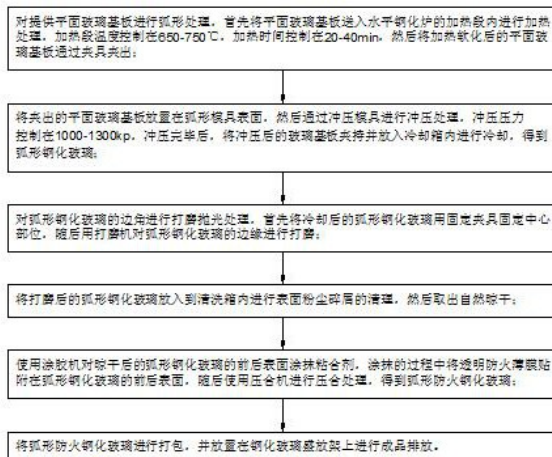 对提供平面玻璃基板进行弧形处理，首先将平面玻璃基板送入水平钢化炉的加热段内进行加热
处理，加热段温度控制在650-750℃，加热时间控制在20-40min，然后将加热软化后的平面玻
璃基板通过夹具夹出；
将夹出的平面玻璃基板放置在弧形模具表面，然后通过冲压模具进行冲压处理，冲压压力
控制在1000-1300kp，冲压完毕后，将冲压后的玻璃基板夹持并放入冷却箱内进行冷却，得到
弧形钢化玻璃；
对弧形钢化玻璃的边角进行打磨抛光处理，首先将冷却后的弧形钢化玻璃用固定夹具固定中心
部位，随后用打磨机对弧形钢化玻璃的边缘进行打磨；
将打磨后的弧形钢化玻璃放入到清洗箱内进行表面粉尘碎屑的清理，然后取出自然晾干；
使用涂胶机对晾干后的弧形钢化玻璃的前后表面涂抹粘合剂，涂抹的过程中将透明防火薄膜贴
附在弧形钢化玻璃的前后表面，随后使用压合机进行压合处理，得到弧形防火钢化玻璃；
将弧形防火钢化玻璃进行打包，并放置在钢化玻璃盛放架上进行成品排放。